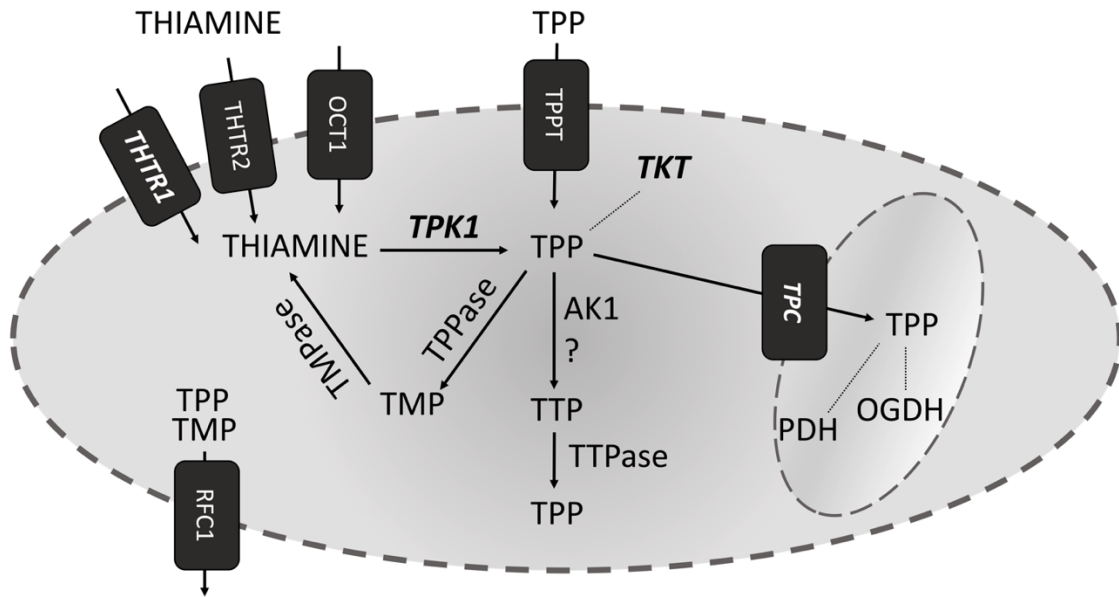 THIAMINE
TPP
THTR1
THTR2
OCT1
TPPT
TKT
THIAMINE
TPK1
TPP
TPC
TPP
TMPase
TPPase
AK1
?
TMP
TTP
PDH
OGDH
TPP
TMP
TTPase
RFC1
TPP